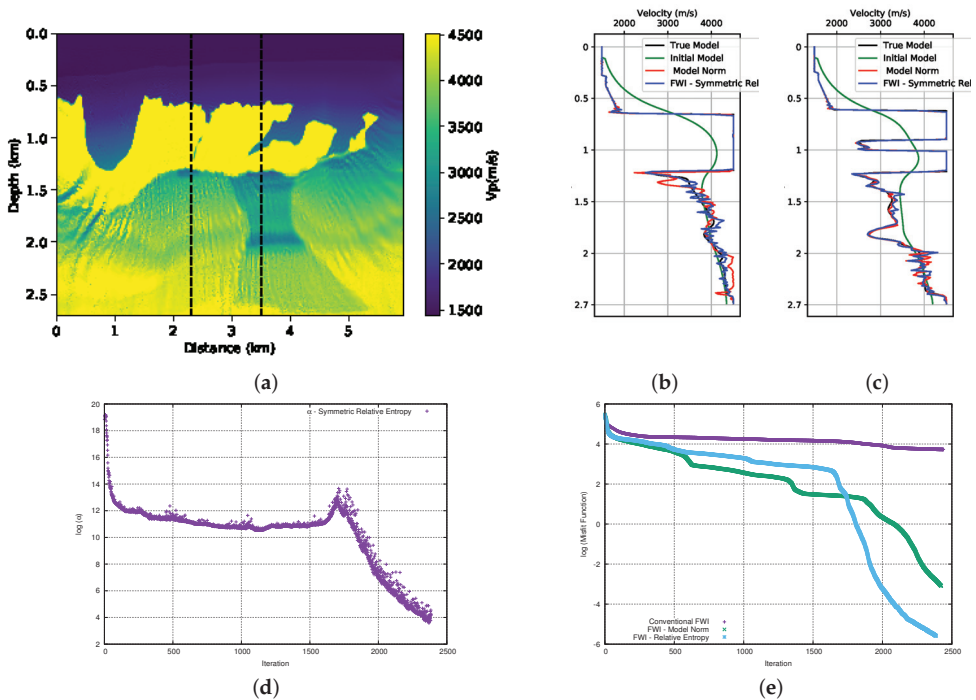 0.0
0.5
1.0
1.5
2.0
2.5
Depth {km}
0 1 2 3 4 5
Distance {km}
4500
4000
3500
3000
2500
2000
1500
Vp{m/s}
(a)
Velocity (m/s)
2000 3000 4000
True Model
Initial Model
Model Norm
FWI - Symmetric Rel
0
0.5
1
1.5
2
2.7
(b)
Velocity (m/s)
2000 3000 4000
True Model
Initial Model
Model Norm
FWI - Symmetric Rel
0
0.5
1
1.5
2
2.7
(c)
20
18
16
14
12
10
8
6
4
2
log (α)
α - Symmetric Relative Entropy
0 500 1000 1500 2000 2500
Iteration
(d)
6
4
2
0
-2
-4
-6
log (Misfit Function)
Conventional FWI
FWI - Model Norm
FWI - Relative Entropy
0 500 1000 1500 2000 2500
Iteration
(e)